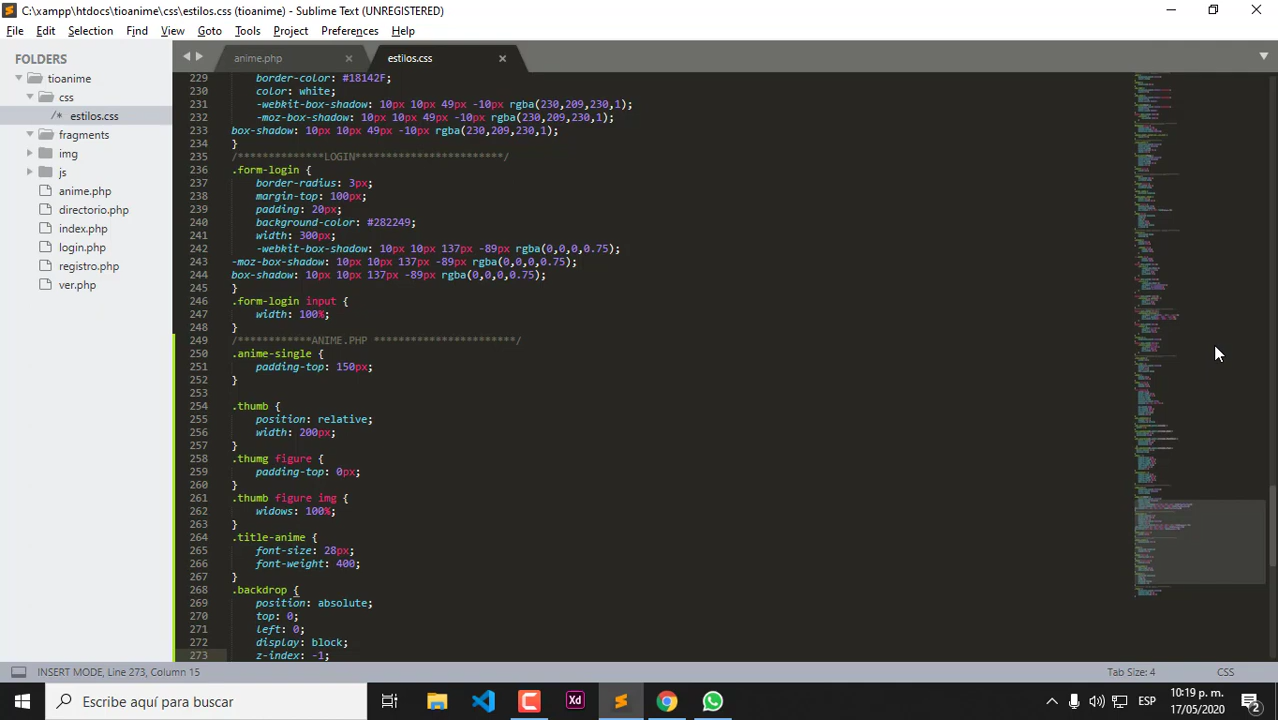 C:\xampp\htdocs\tioanime\css\estilos.css (tioanime) - Sublime Text (UNREGISTERED)
File Edit Selection Find View Goto Tools Project Preferences Help
FOLDERS
tioanime
css
/* estilos.css
fragments
img
js
anime.php
directorio.php
index.php
login.php
registro.php
ver.php
anime.php × estilos.css ×
229 border-color: #18142F;
230 color: white;
231 -webkit-box-shadow: 10px 10px 49px -10px rgba(230,209,230,1);
232 -moz-box-shadow: 10px 10px 49px -10px rgba(230,209,230,1);
233 box-shadow: 10px 10px 49px -10px rgba(230,209,230,1);
234 }
235 /*************LOGIN************************/
236 .form-login {
237 border-radius: 3px;
238 margin-top: 100px;
239 padding: 20px;
240 background-color: #282249;
241 width: 300px;
242 -webkit-box-shadow: 10px 10px 137px -89px rgba(0,0,0,0.75);
243 -moz-box-shadow: 10px 10px 137px -89px rgba(0,0,0,0.75);
244 box-shadow: 10px 10px 137px -89px rgba(0,0,0,0.75);
245 }
246 .form-login input {
247 width: 100%;
248 }
249 /************ANIME.PHP ***********************/
250 .anime-single {
251 padding-top: 150px;
252 }
253
254 .thumb {
255 position: relative;
256 width: 200px;
257 }
258 .thumg figure {
259 padding-top: 0px;
260 }
261 .thumb figure img {
262 widows: 100%;
263 }
264 .title-anime {
265 font-size: 28px;
266 font-weight: 400;
267 }
268 .backdrop {
269 position: absolute;
270 top: 0;
271 left: 0;
272 display: block;
273 z-index: -1;
INSERT MODE, Line 273, Column 15 Tab Size: 4 CSS
Escribe aquí para buscar
Xd
ESP
10:19 p. m.
17/05/2020
2